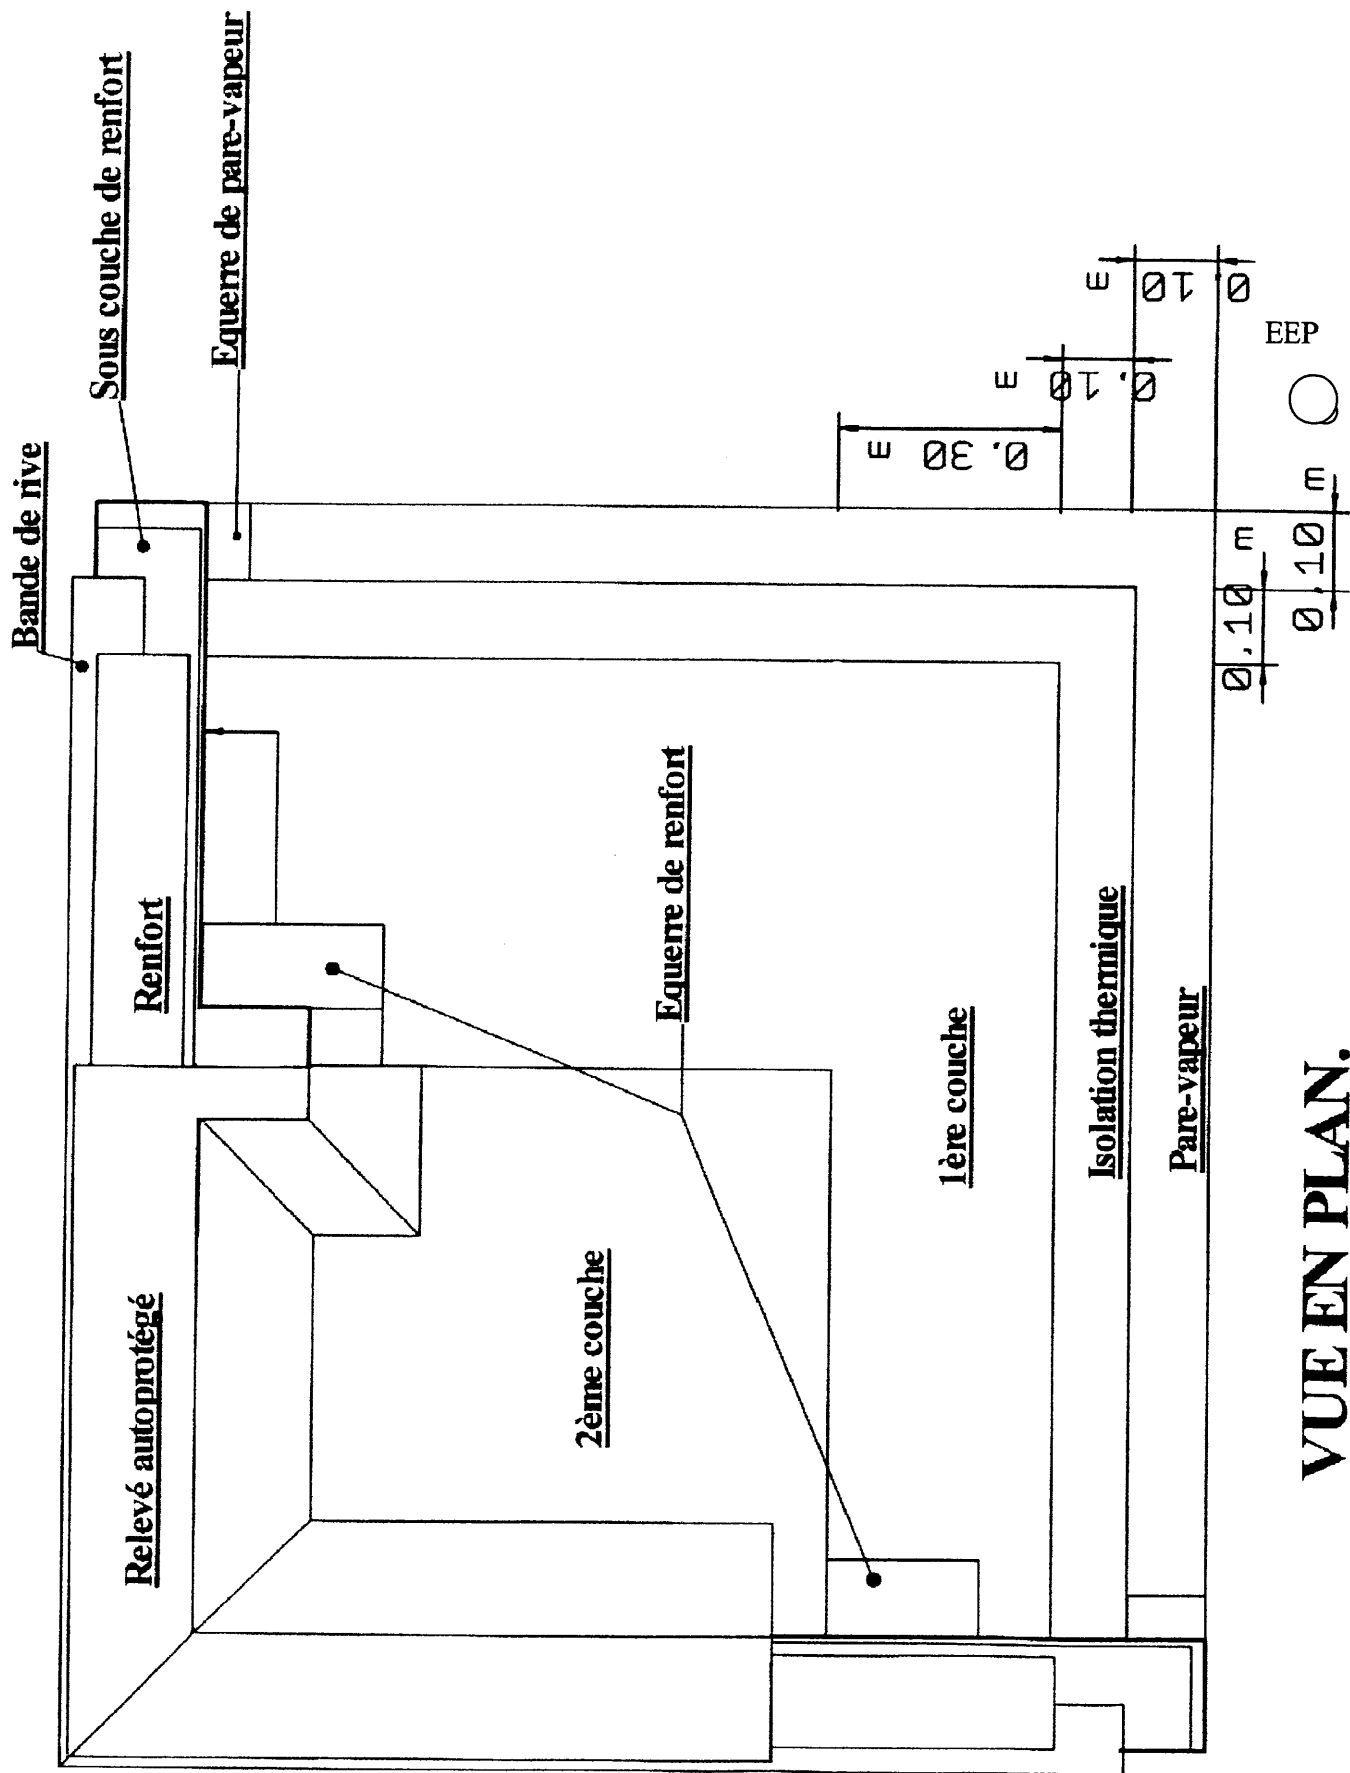 Bande de rive
Sous couche de renfort
Equerre de pare-vapeur
Renfort
Relevé autoprotégé
Equerre de renfort
2ème couche
1ère couche
Isolation thermique
Pare-vapeur
0,30 m
0,10 m
0 10 m
0,10 m
0,10 m
EEP
VUE EN PLAN.